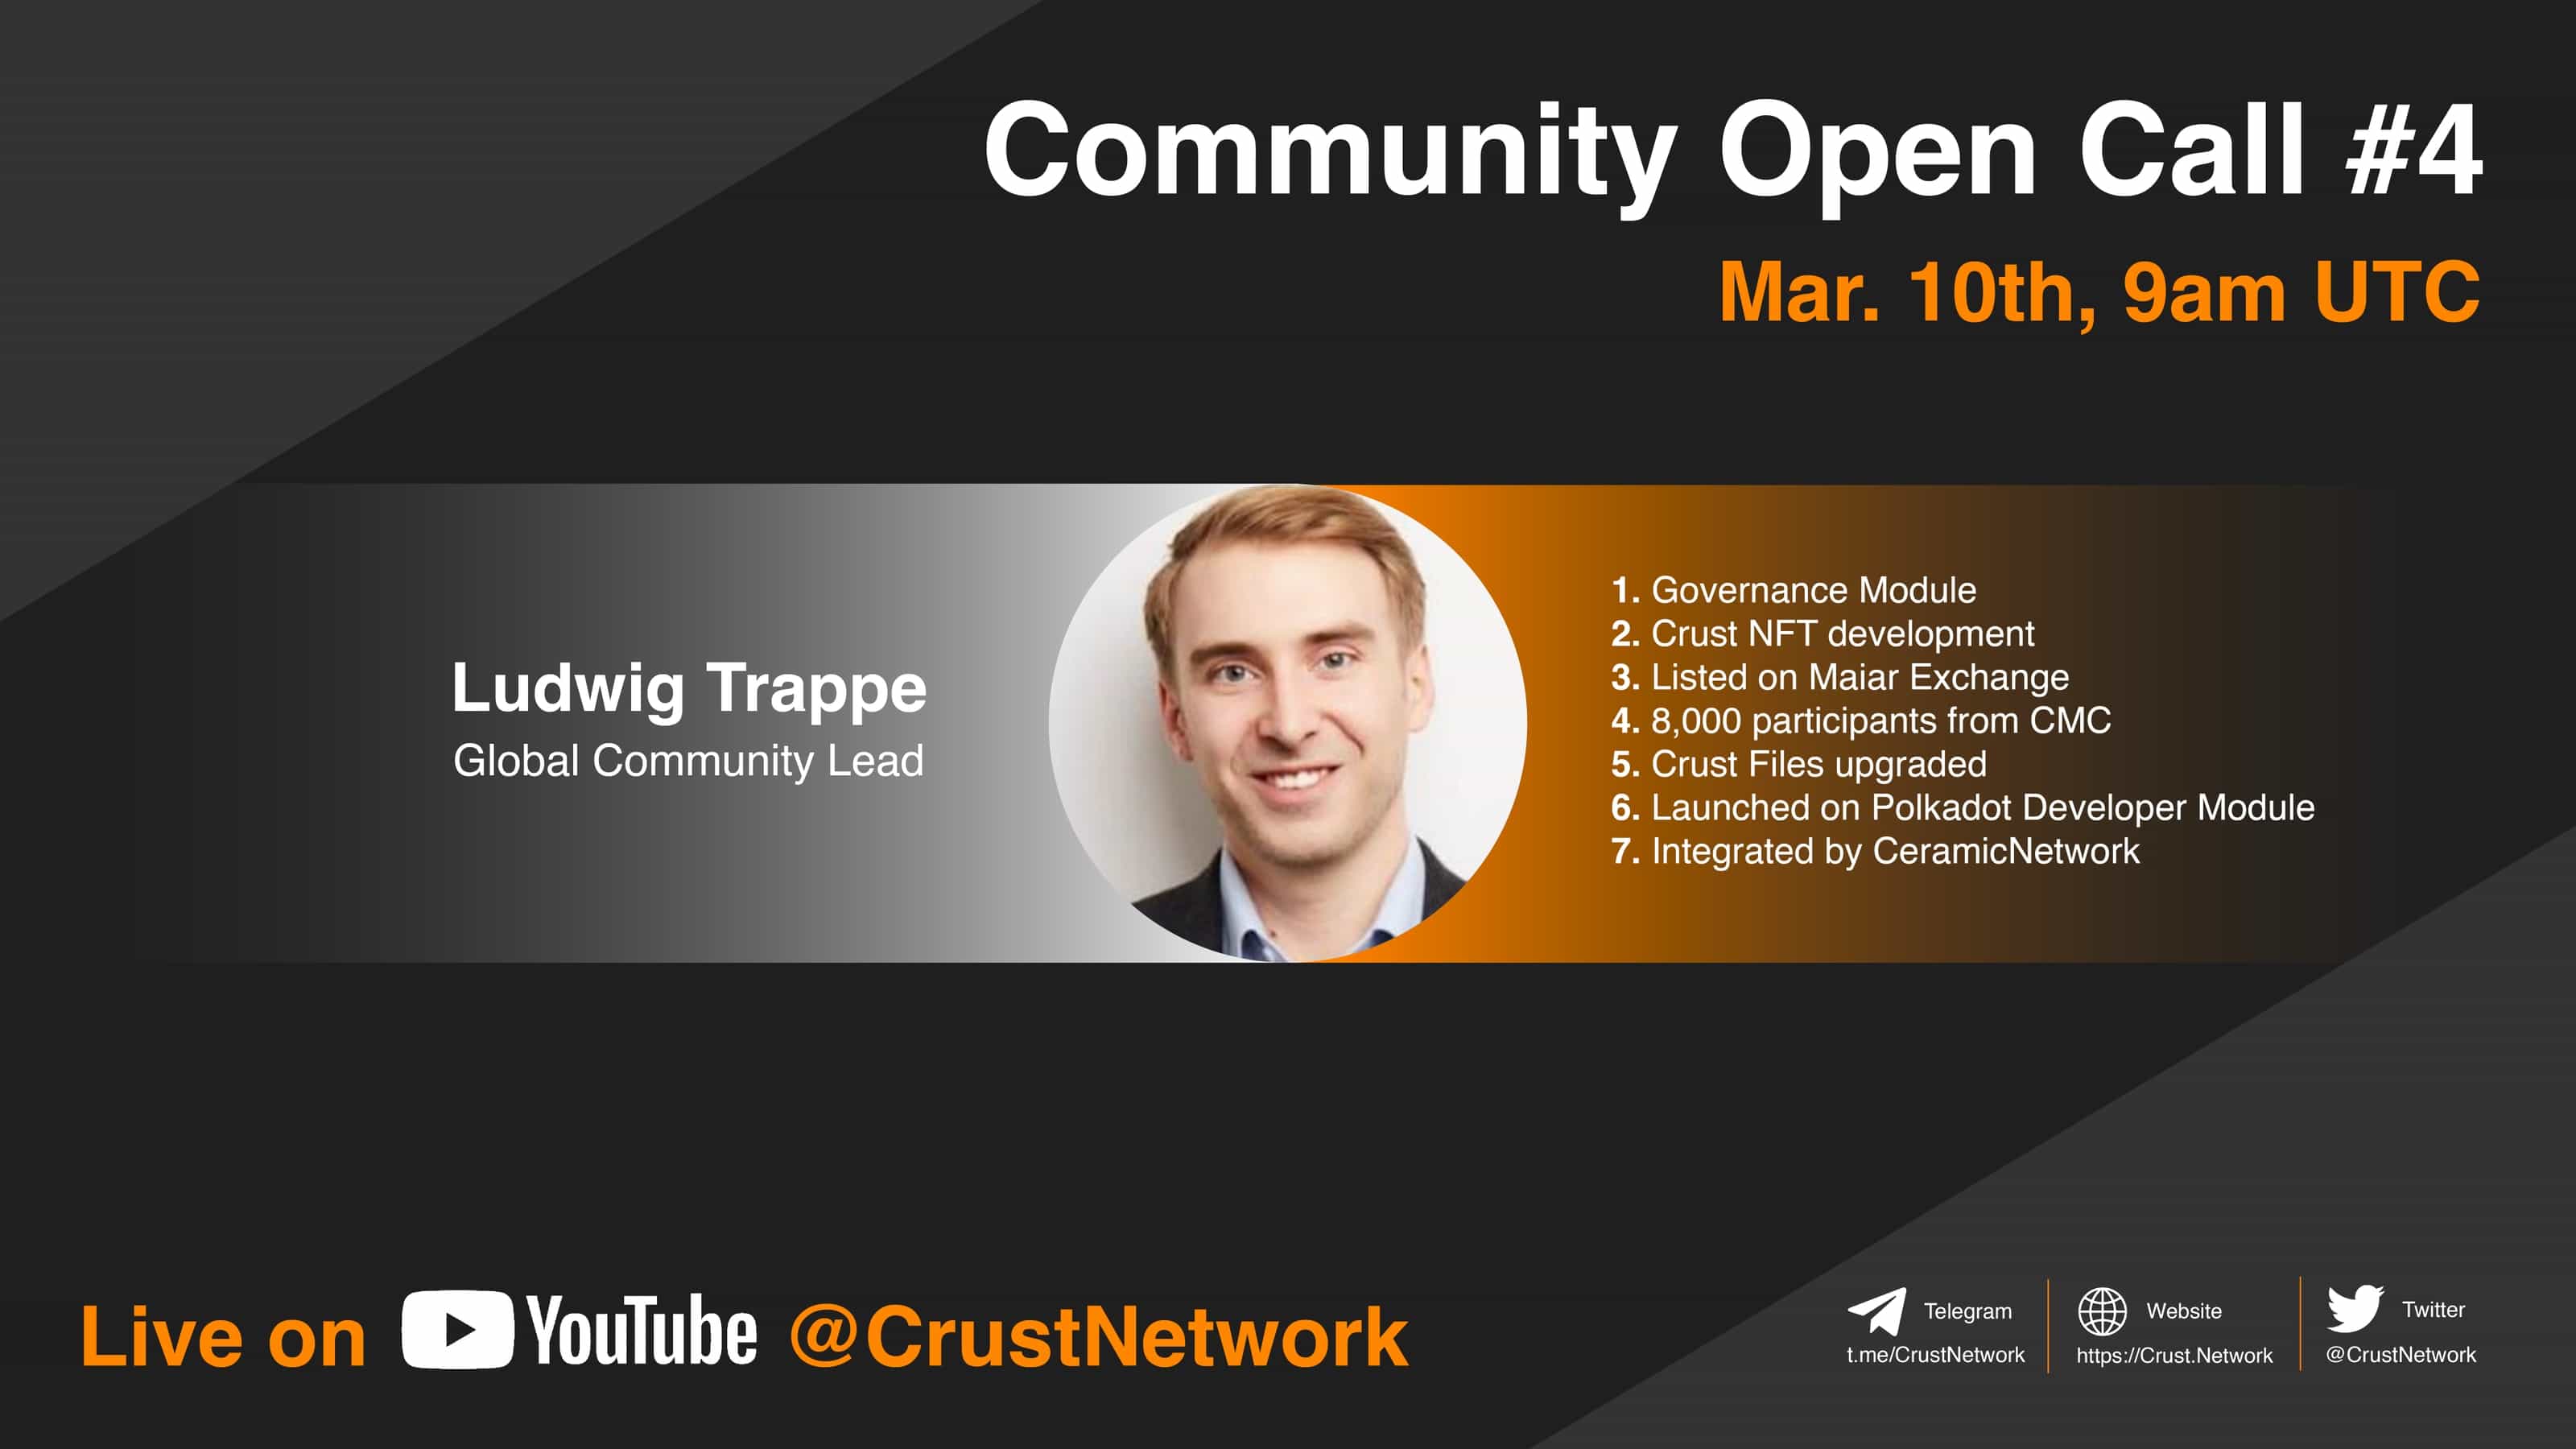 Community Open Call #4
Mar. 10th, 9am UTC
Ludwig Trappe
Global Community Lead
1. Governance Module
2. Crust NFT development
3. Listed on Maiar Exchange
4. 8,000 participants from CMC
5. Crust Files upgraded
6. Launched on Polkadot Developer Module
7. Integrated by CeramicNetwork
Live on YouTube @CrustNetwork
Telegram
t.me/CrustNetwork
Website
https://Crust.Network
Twitter
@CrustNetwork